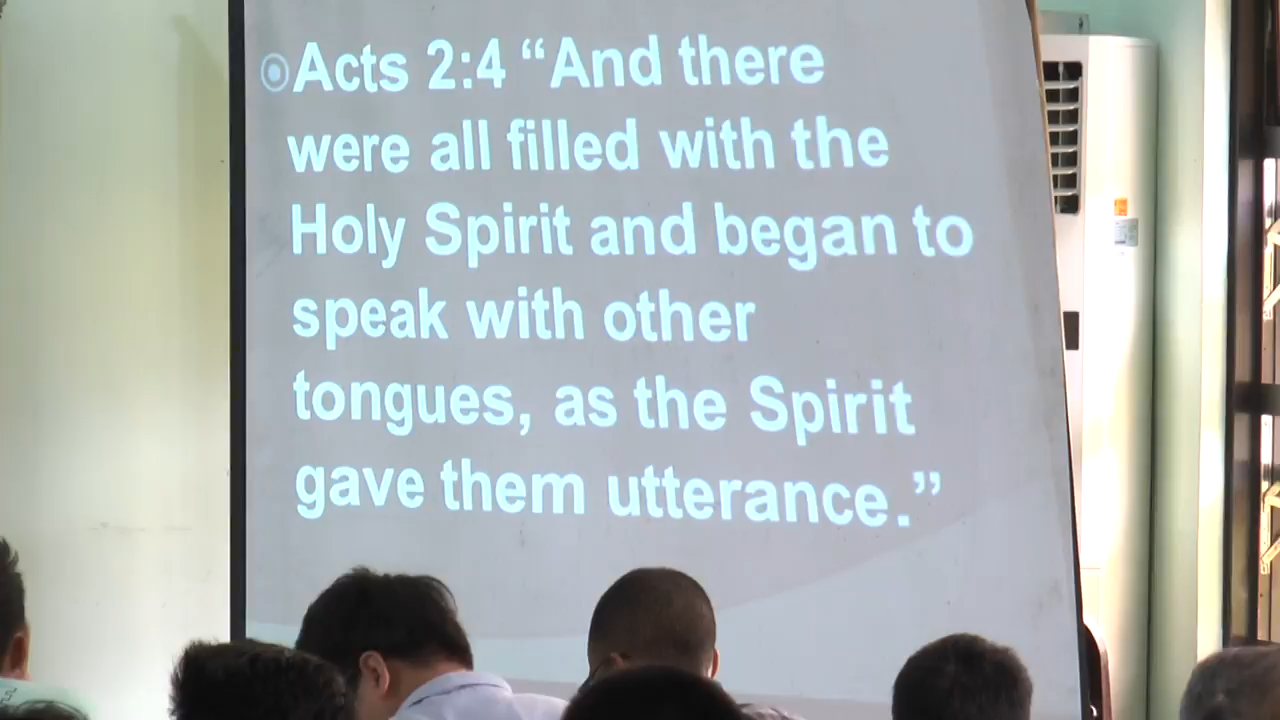 Acts 2:4 “And there
were all filled with the
Holy Spirit and began to
speak with other
tongues, as the Spirit
gave them utterance.”